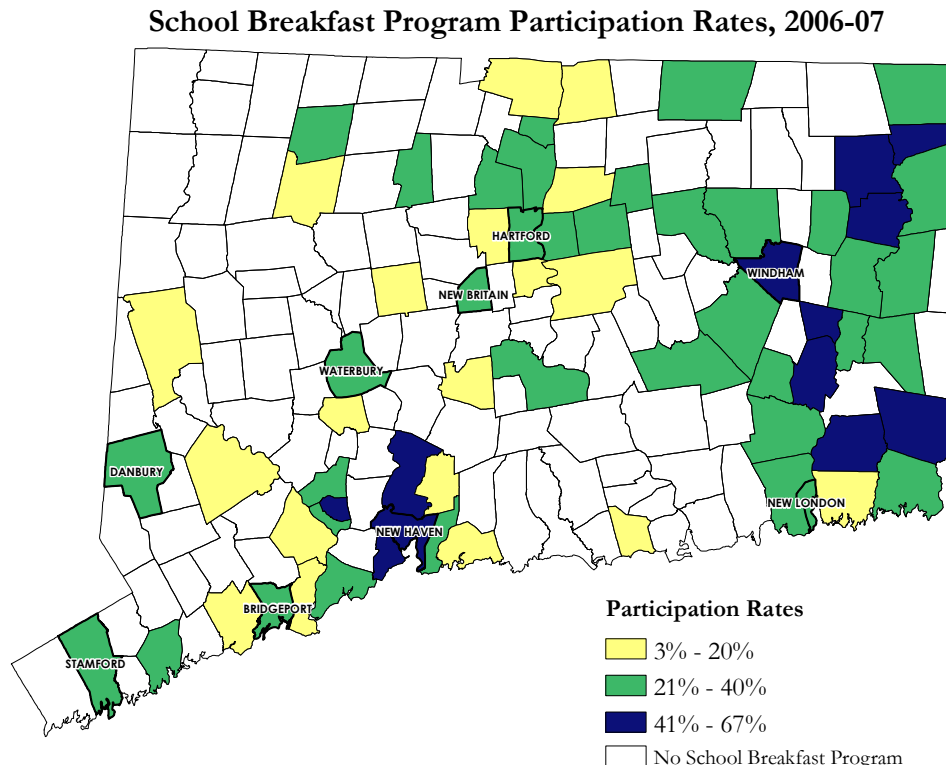 School Breakfast Program Participation Rates, 2006-07
HARTFORD
WINDHAM
NEW BRITAIN
WATERBURY
DANBURY
NEW LONDON
NEW HAVEN
BRIDGEPORT
STAMFORD
Participation Rates
3% - 20%
21% - 40%
41% - 67%
No School Breakfast Program